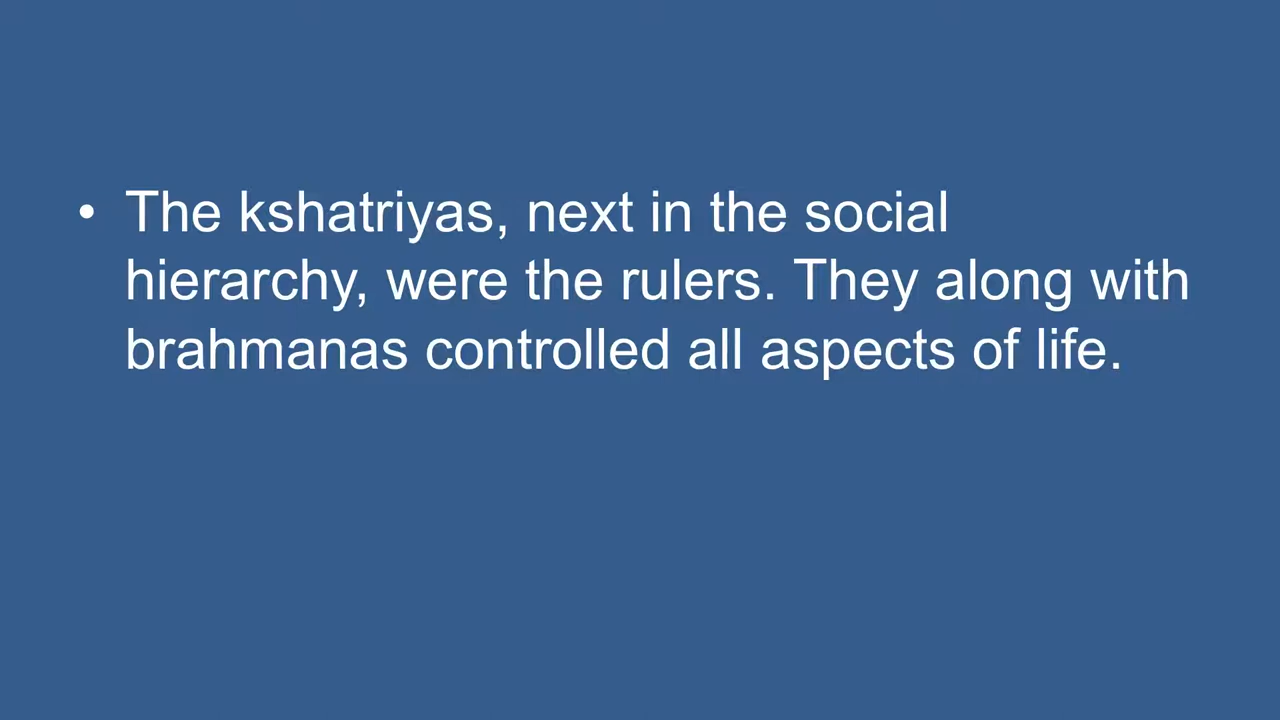 • The kshatriyas, next in the social
hierarchy, were the rulers. They along with
brahmanas controlled all aspects of life.